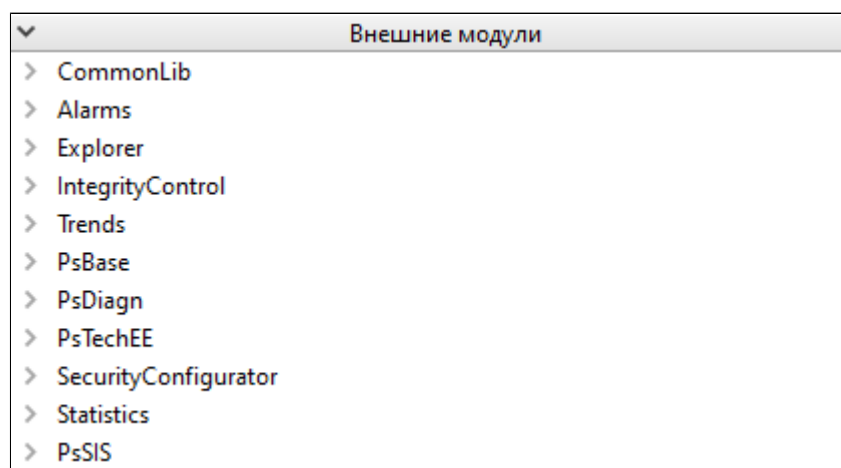 Внешние модули
CommonLib
Alarms
Explorer
IntegrityControl
Trends
PsBase
PsDiagn
PsTechEE
SecurityConfigurator
Statistics
PsSIS